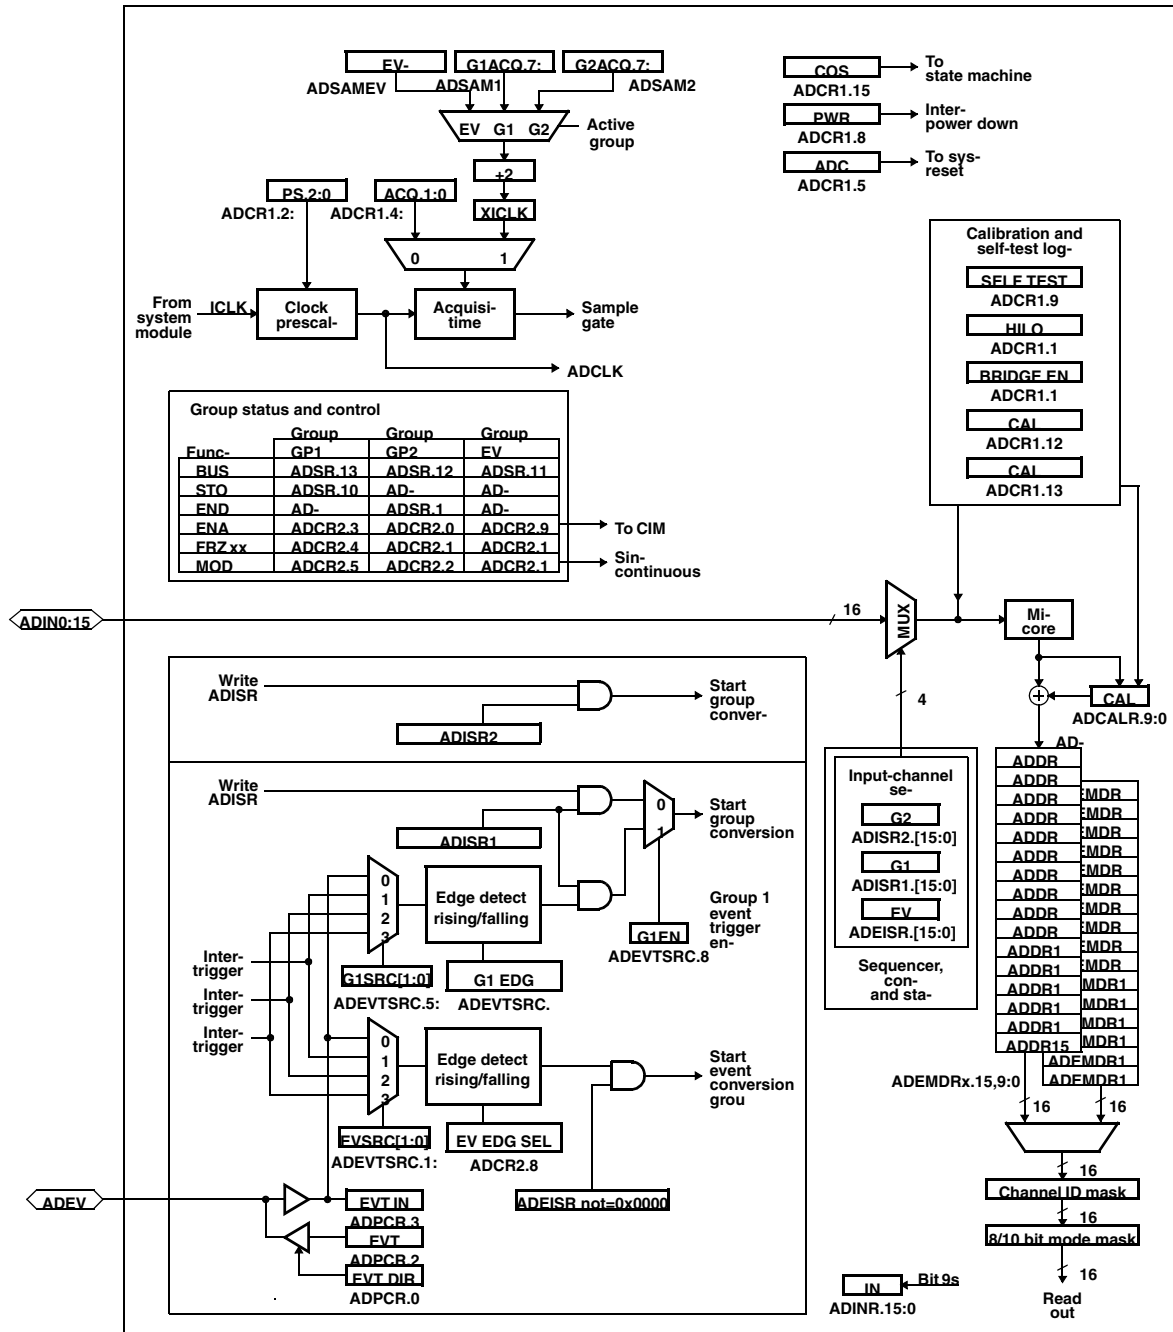 EV-
G1ACQ.7:
G2ACQ.7:
ADSAMEV
ADSAM1
ADSAM2
EV G1 G2
Active
group
+2
XICLK
PS.2:0
ACQ.1:0
ADCR1.2:
ADCR1.4:
0 1
From
system
module
ICLK
Clock
prescal-
Acquisi-
time
Sample
gate
ADCLK
COS
ADCR1.15
To
state machine
PWR
ADCR1.8
Inter-
power down
ADC
ADCR1.5
To sys-
reset
Calibration and
self-test log-
SELF TEST
ADCR1.9
HILO
ADCR1.1
BRIDGE EN
ADCR1.1
CAL
ADCR1.12
CAL
ADCR1.13
Group status and control
Group Group Group
Func- GP1 GP2 EV
BUS ADSR.13 ADSR.12 ADSR.11
STO ADSR.10 AD- AD-
END AD- ADSR.1 AD-
ENA ADCR2.3 ADCR2.0 ADCR2.9
FRZ xx ADCR2.4 ADCR2.1 ADCR2.1
MOD ADCR2.5 ADCR2.2 ADCR2.1
To CIM
Sin-
continuous
ADIN0:15
16
MUX
Mi-
core
4
+
CAL
ADCALR.9:0
Write
ADISR
ADISR2
Start
group
conver-
Write
ADISR
ADISR1
0
1
Start
group
conversion
0
1
2
3
Edge detect
rising/falling
G1EN
ADEVTSRC.8
Group 1
event
trigger
en-
Inter-
trigger
Inter-
trigger
Inter-
trigger
G1SRC[1:0]
ADEVTSRC.5:
G1 EDG
ADEVTSRC.
0
1
2
3
Edge detect
rising/falling
Start
event
conversion
grou
EVSRC[1:0]
ADEVTSRC.1:
EV EDG SEL
ADCR2.8
ADEISR not=0x0000
ADEV
EVT IN
ADPCR.3
EVT
ADPCR.2
EVT DIR
ADPCR.0
Input-channel
se-
G2
ADISR2.[15:0]
G1
ADISR1.[15:0]
EV
ADEISR.[15:0]
Sequencer,
con-
and sta-
AD-
ADDR
ADDR
ADDR
ADDR
ADDR
ADDR
ADDR
ADDR
ADDR
ADDR
ADDR1
ADDR1
ADDR1
ADDR1
ADDR1
ADDR15
EMDR
EMDR
EMDR
EMDR
EMDR
EMDR
EMDR
EMDR
EMDR
EMDR
MDR1
MDR1
MDR1
MDR1
ADEMDR1
ADEMDR1
ADEMDRx.15,9:0
16
16
16
Channel ID mask
16
8/10 bit mode mask
16
Read
out
IN
Bit 9s
ADINR.15:0